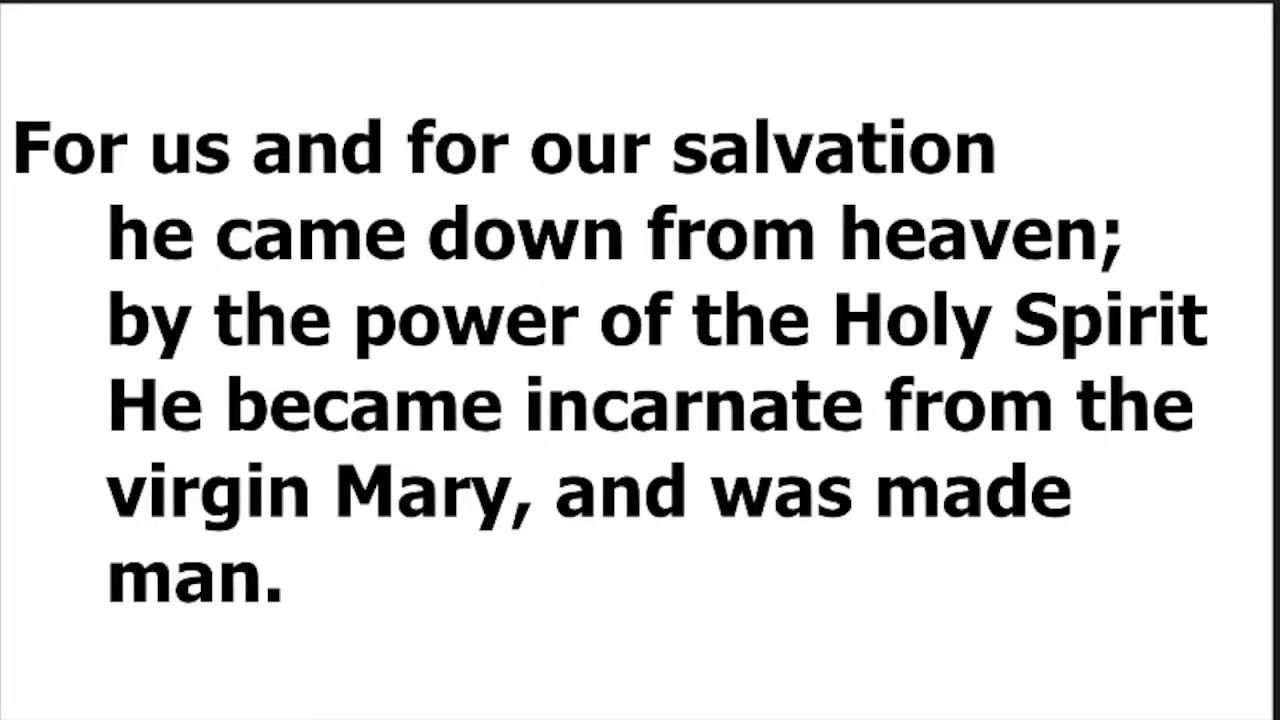 For us and for our salvation
he came down from heaven;
by the power of the Holy Spirit
He became incarnate from the
virgin Mary, and was made
man.